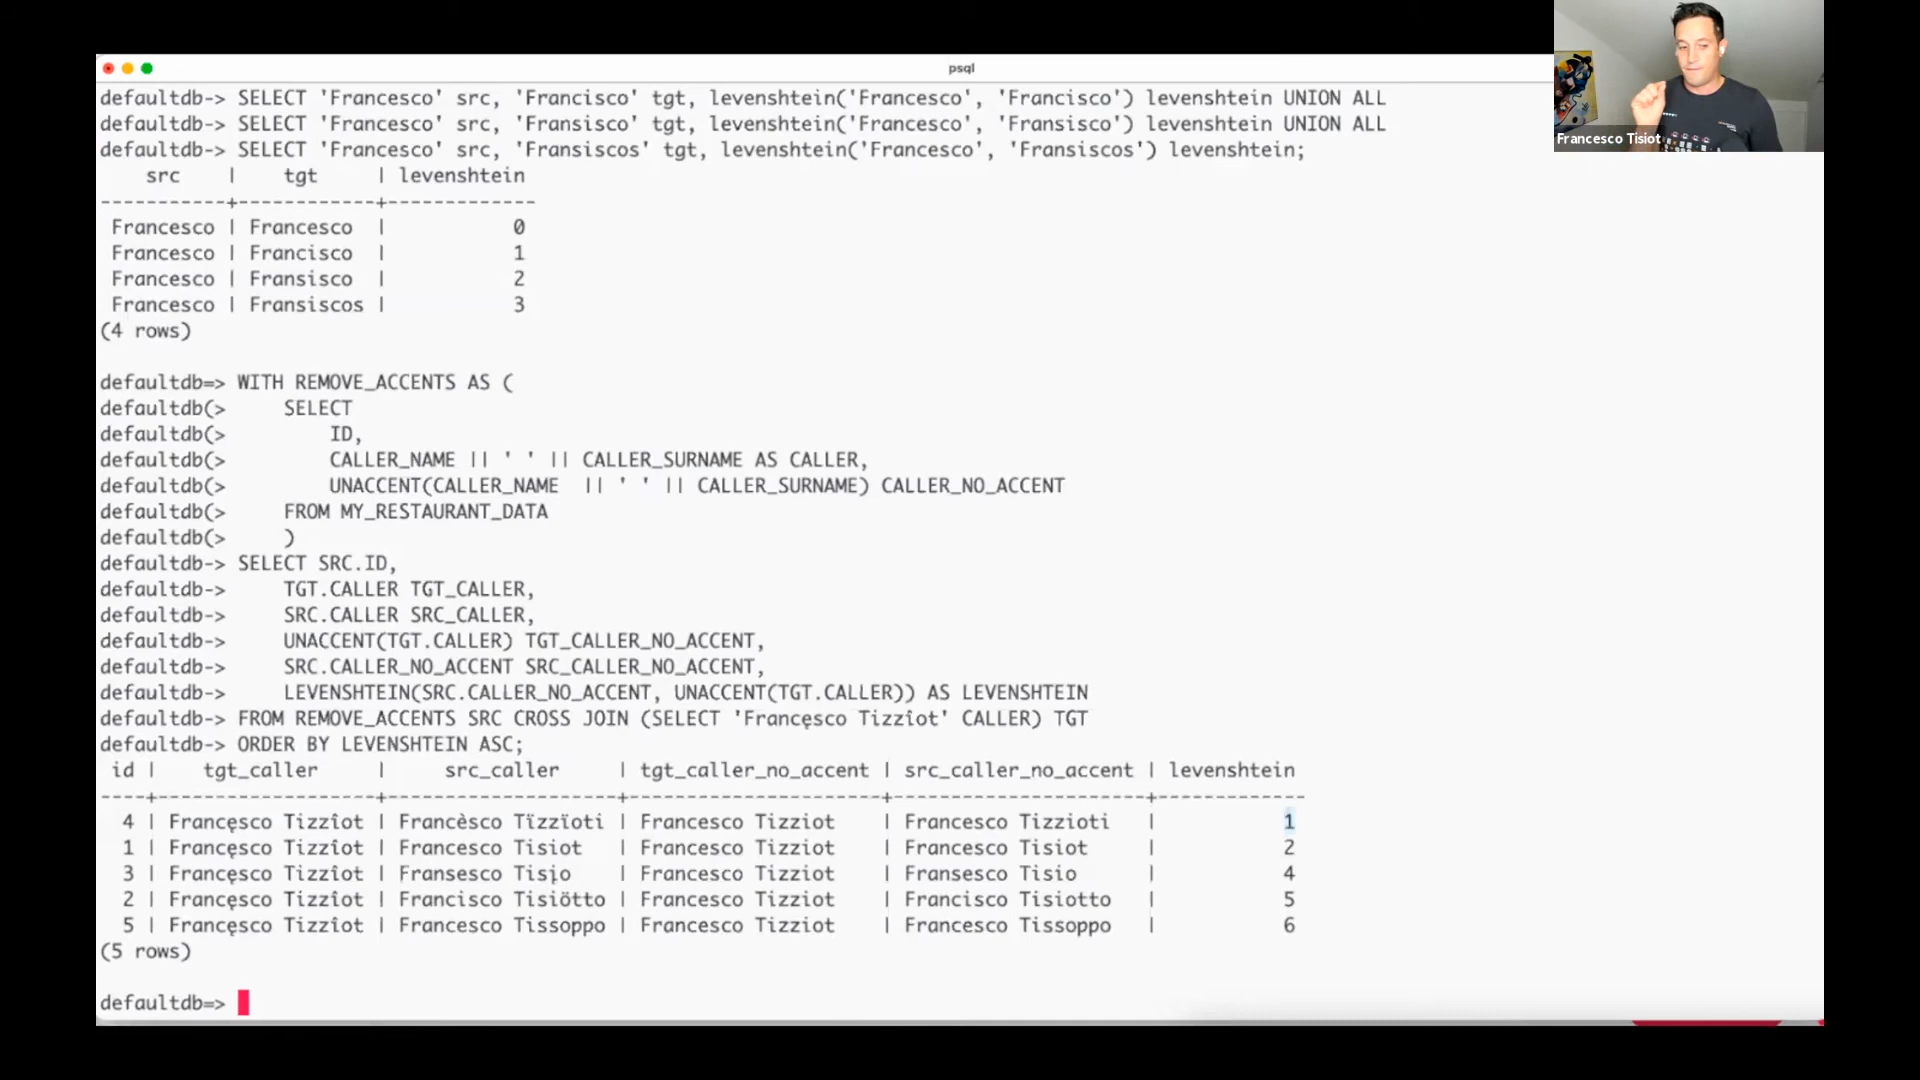 psql
Francesco Tisiot
defaultdb-> SELECT 'Francesco' src, 'Francisco' tgt, levenshtein('Francesco', 'Francisco') levenshtein UNION ALL
defaultdb-> SELECT 'Francesco' src, 'Fransisco' tgt, levenshtein('Francesco', 'Fransisco') levenshtein UNION ALL
defaultdb-> SELECT 'Francesco' src, 'Fransiscos' tgt, levenshtein('Francesco', 'Fransiscos') levenshtein;
src | tgt | levenshtein
-----------+------------+-------------
Francesco | Francesco | 0
Francesco | Francisco | 1
Francesco | Fransisco | 2
Francesco | Fransiscos | 3
(4 rows)
defaultdb=> WITH REMOVE_ACCENTS AS (
defaultdb(> SELECT
defaultdb(> ID,
defaultdb(> CALLER_NAME || ' ' || CALLER_SURNAME AS CALLER,
defaultdb(> UNACCENT(CALLER_NAME || ' ' || CALLER_SURNAME) CALLER_NO_ACCENT
defaultdb(> FROM MY_RESTAURANT_DATA
defaultdb(> )
defaultdb-> SELECT SRC.ID,
defaultdb-> TGT.CALLER TGT_CALLER,
defaultdb-> SRC.CALLER SRC_CALLER,
defaultdb-> UNACCENT(TGT.CALLER) TGT_CALLER_NO_ACCENT,
defaultdb-> SRC.CALLER_NO_ACCENT SRC_CALLER_NO_ACCENT,
defaultdb-> LEVENSHTEIN(SRC.CALLER_NO_ACCENT, UNACCENT(TGT.CALLER)) AS LEVENSHTEIN
defaultdb-> FROM REMOVE_ACCENTS SRC CROSS JOIN (SELECT 'Francęsco Tizzîot' CALLER) TGT
defaultdb-> ORDER BY LEVENSHTEIN ASC;
id | tgt_caller | src_caller | tgt_caller_no_accent | src_caller_no_accent | levenshtein
----+-------------------+--------------------+----------------------+----------------------+-------------
4 | Francęsco Tizzîot | Francèsco Tïzzïoti | Francesco Tizziot | Francesco Tizzioti | 1
1 | Francęsco Tizzîot | Francesco Tisiot | Francesco Tizziot | Francesco Tisiot | 2
3 | Francęsco Tizzîot | Fransesco Tisįo | Francesco Tizziot | Fransesco Tisio | 4
2 | Francęsco Tizzîot | Francisco Tisiötto | Francesco Tizziot | Francisco Tisiotto | 5
5 | Francęsco Tizzîot | Francesco Tissoppo | Francesco Tizziot | Francesco Tissoppo | 6
(5 rows)
defaultdb=>